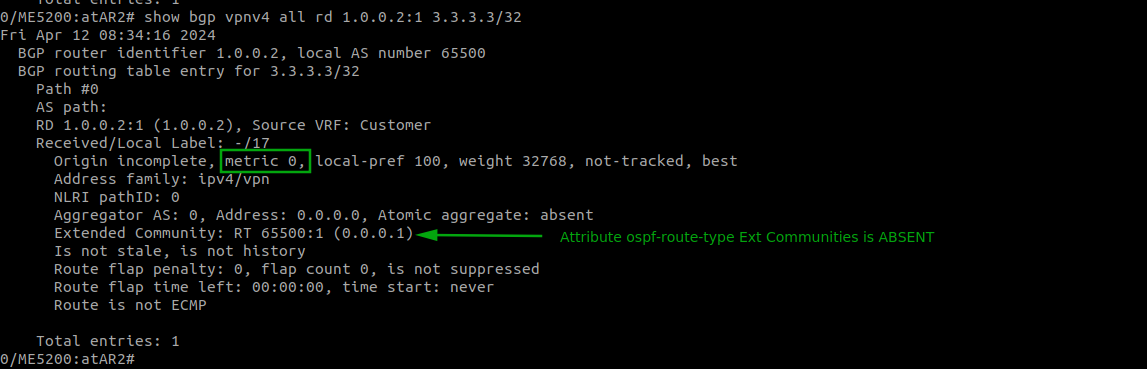 Total entries: 1
0/ME5200:atAR2# show bgp vpnv4 all rd 1.0.0.2:1 3.3.3.3/32
Fri Apr 12 08:34:16 2024
BGP router identifier 1.0.0.2, local AS number 65500
BGP routing table entry for 3.3.3.3/32
Path #0
AS path:
RD 1.0.0.2:1 (1.0.0.2), Source VRF: Customer
Received/Local Label: -/17
Origin incomplete, metric 0, local-pref 100, weight 32768, not-tracked, best
Address family: ipv4/vpn
NLRI pathID: 0
Aggregator AS: 0, Address: 0.0.0.0, Atomic aggregate: absent
Extended Community: RT 65500:1 (0.0.0.1)
Attribute ospf-route-type Ext Communities is ABSENT
Is not stale, is not history
Route flap penalty: 0, flap count 0, is not suppressed
Route flap time left: 00:00:00, time start: never
Route is not ECMP
Total entries: 1
0/ME5200:atAR2#